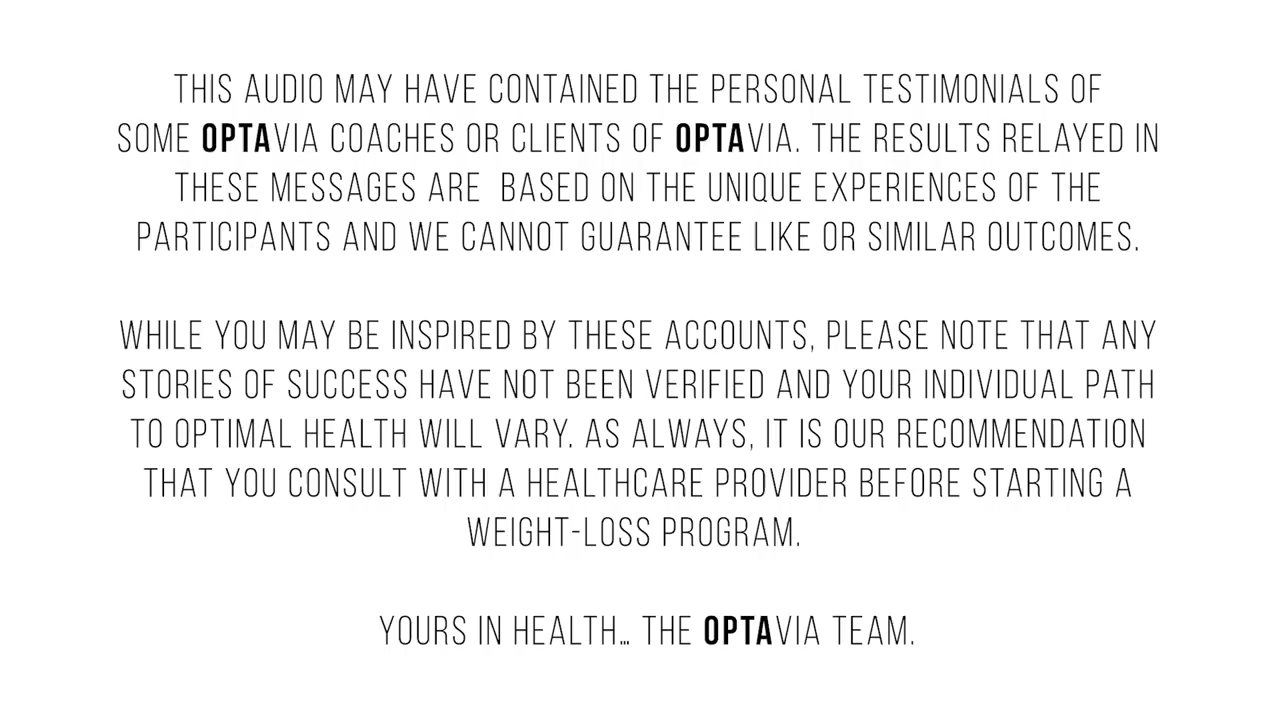 THIS AUDIO MAY HAVE CONTAINED THE PERSONAL TESTIMONIALS OF
SOME OPTAVIA COACHES OR CLIENTS OF OPTAVIA. THE RESULTS RELAYED IN
THESE MESSAGES ARE BASED ON THE UNIQUE EXPERIENCES OF THE
PARTICIPANTS AND WE CANNOT GUARANTEE LIKE OR SIMILAR OUTCOMES.
WHILE YOU MAY BE INSPIRED BY THESE ACCOUNTS, PLEASE NOTE THAT ANY
STORIES OF SUCCESS HAVE NOT BEEN VERIFIED AND YOUR INDIVIDUAL PATH
TO OPTIMAL HEALTH WILL VARY. AS ALWAYS, IT IS OUR RECOMMENDATION
THAT YOU CONSULT WITH A HEALTHCARE PROVIDER BEFORE STARTING A
WEIGHT-LOSS PROGRAM.
YOURS IN HEALTH… THE OPTAVIA TEAM.